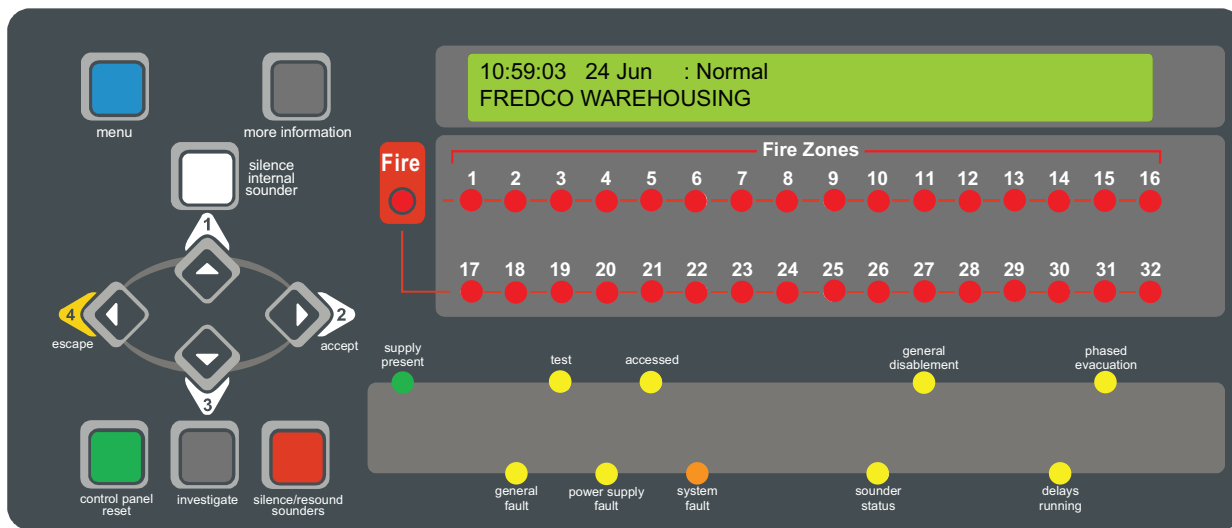 10:59:03 24 Jun : Normal
FREDCO WAREHOUSING
menu
more information
silence
internal
sounder
1
4
2
escape
accept
3
control panel
reset
investigate
silence/resound
sounders
Fire
Fire Zones
1 2 3 4 5 6 7 8 9 10 11 12 13 14 15 16
17 18 19 20 21 22 23 24 25 26 27 28 29 30 31 32
supply
present
test
accessed
general
disablement
phased
evacuation
general
fault
power supply
fault
system
fault
sounder
status
delays
running